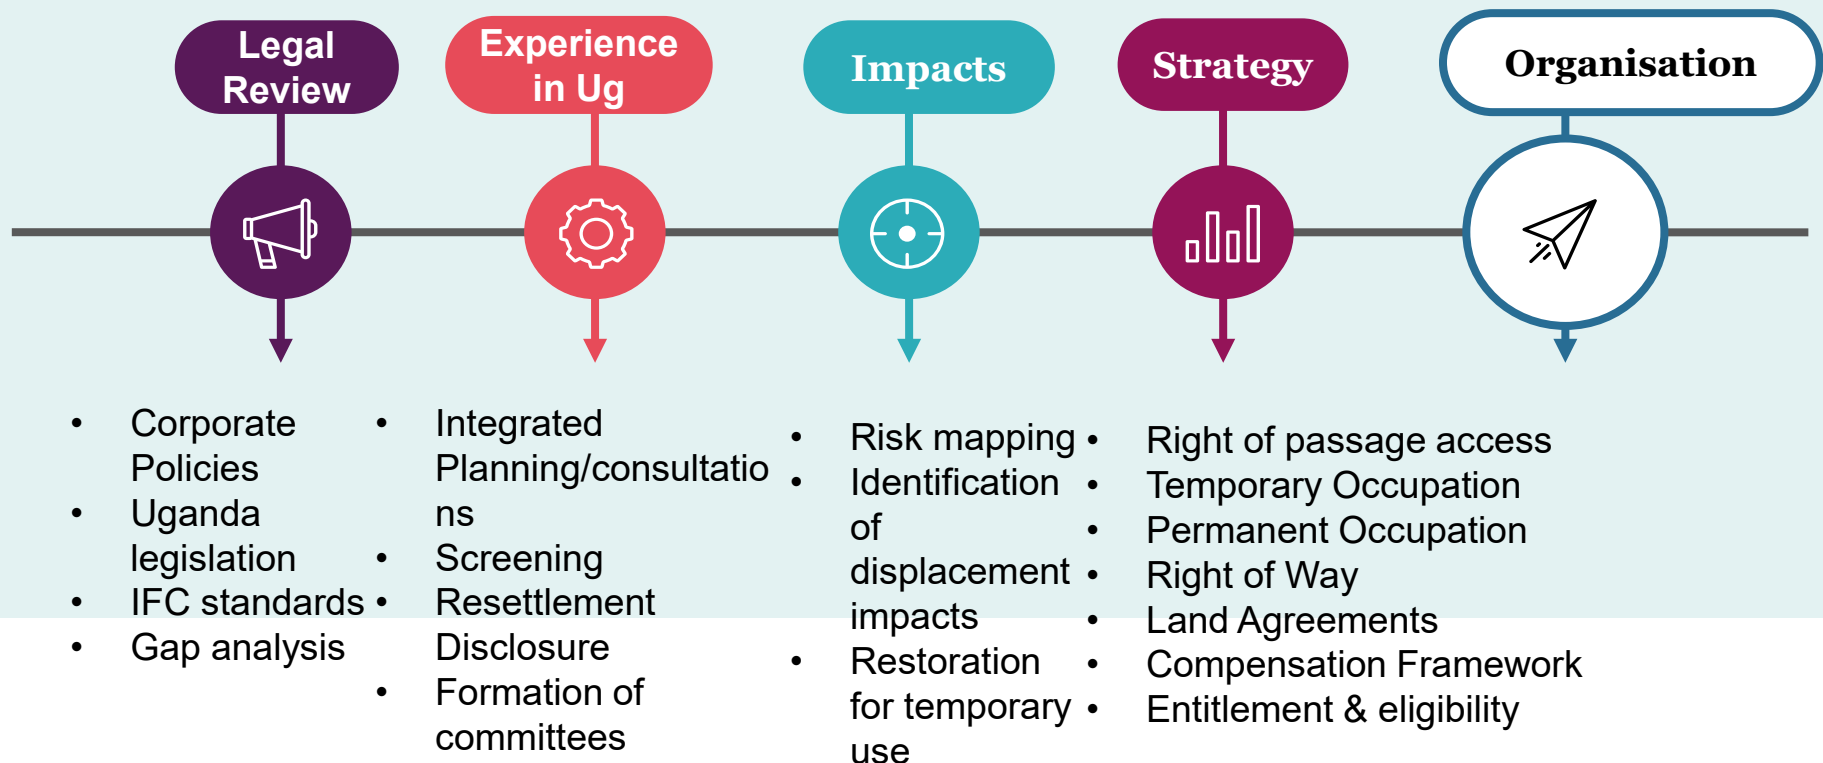 Legal
Review
Experience
in Ug
Impacts
Strategy
Organisation
• Corporate
Policies
• Uganda
legislation
• IFC standards
• Gap analysis
• Integrated
Planning/consultatio
ns
• Screening
• Resettlement
Disclosure
• Formation of
committees
• Risk mapping
• Identification
of
displacement
impacts
• Restoration
for temporary
use
• Right of passage access
• Temporary Occupation
• Permanent Occupation
• Right of Way
• Land Agreements
• Compensation Framework
• Entitlement & eligibility